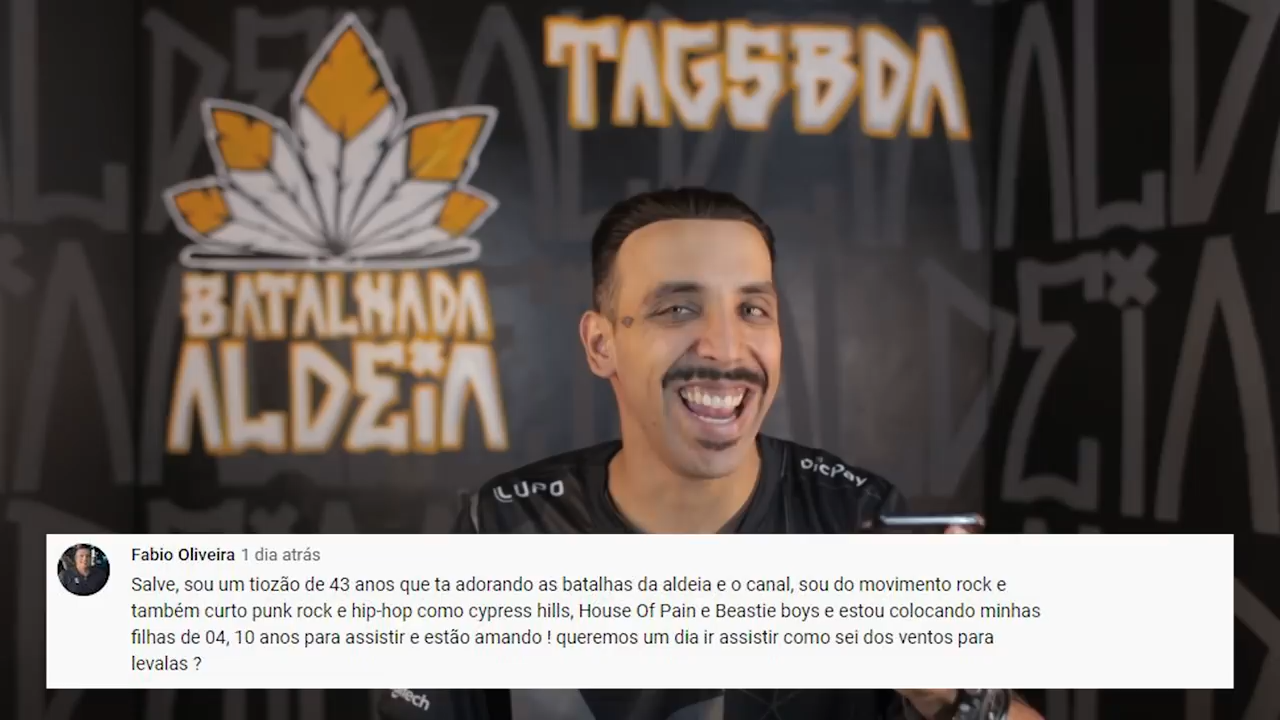 TAGSBDA
BATALHADA
ALDEiA
LUPO
PicPay
Fabio Oliveira 1 dia atrás
Salve, sou um tiozão de 43 anos que ta adorando as batalhas da aldeia e o canal, sou do movimento rock e
também curto punk rock e hip-hop como cypress hills, House Of Pain e Beastie boys e estou colocando minhas
filhas de 04, 10 anos para assistir e estão amando ! queremos um dia ir assistir como sei dos ventos para
levalas ?